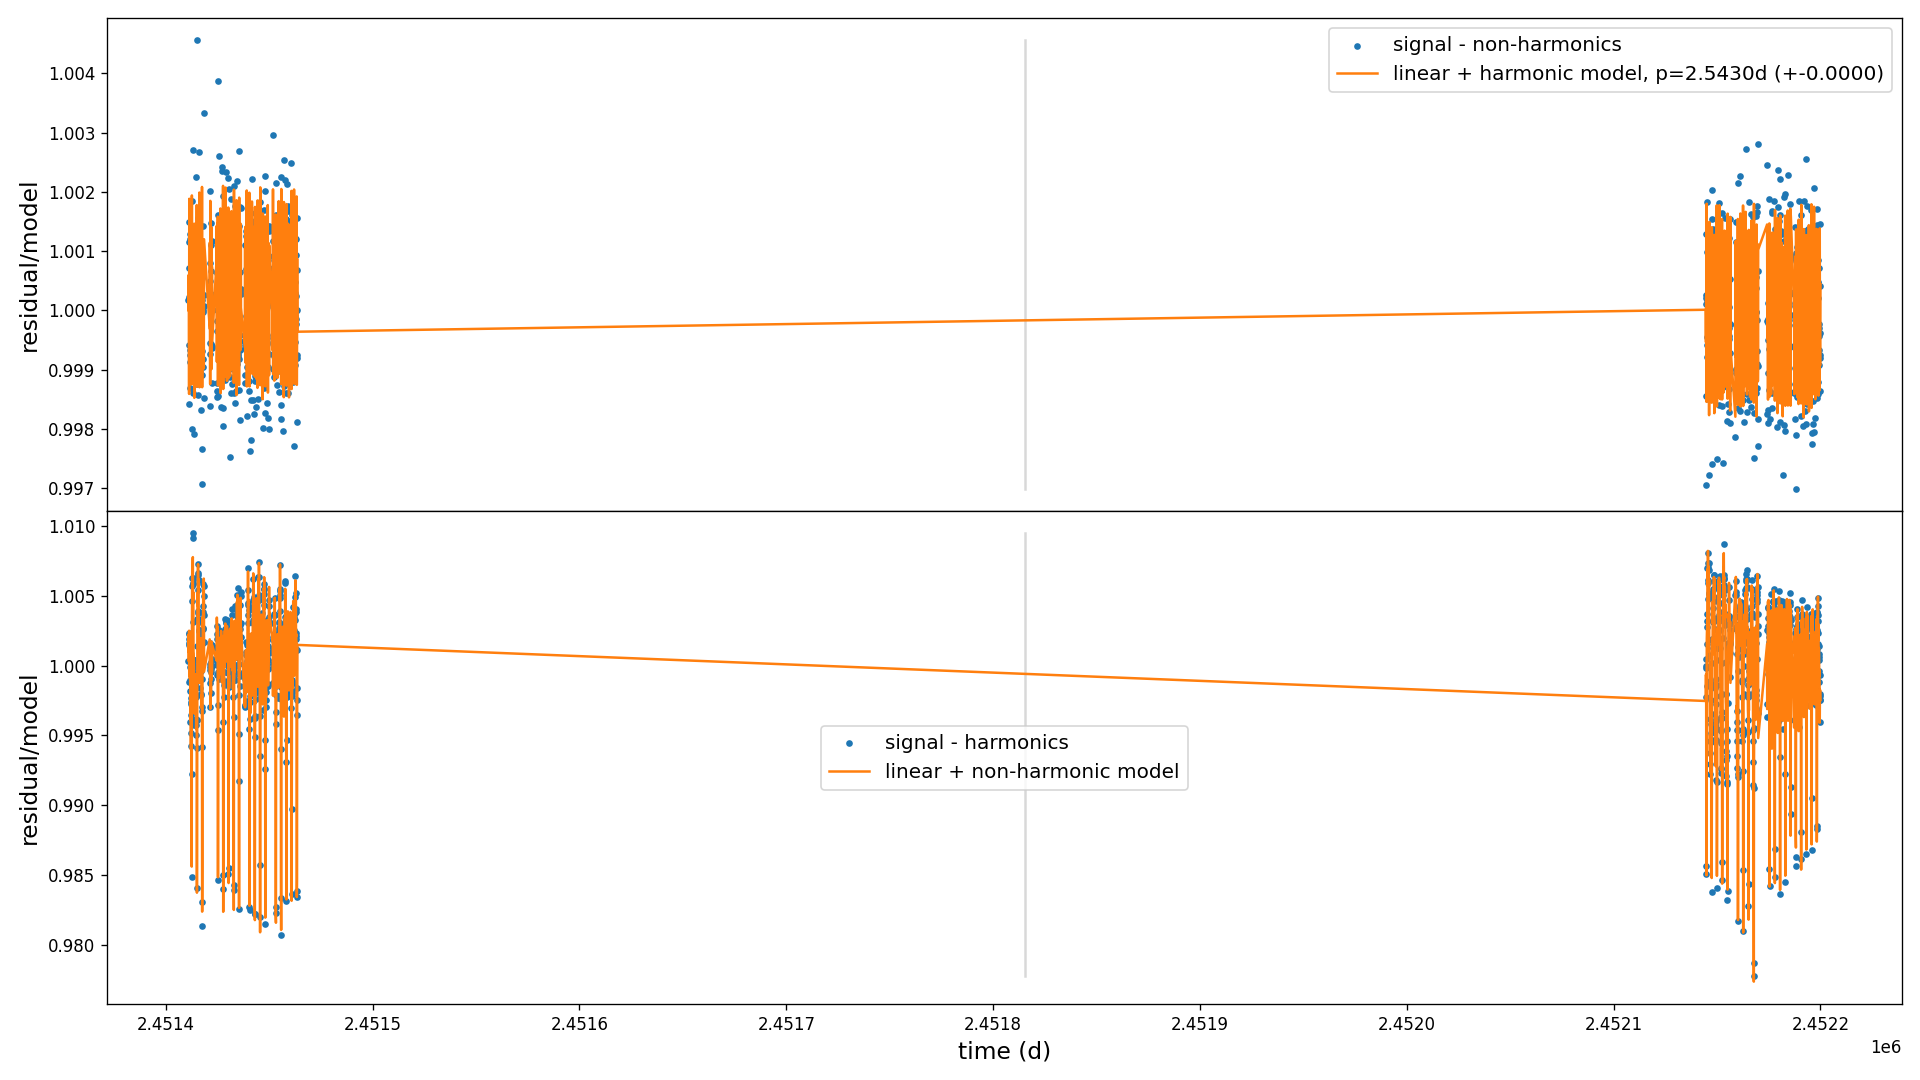 signal - non-harmonics
linear + harmonic model, p=2.5430d (+-0.0000)
1.004
1.003
1.002
1.001
1.000
0.999
0.998
0.997
residual/model
1.010
1.005
1.000
0.995
0.990
0.985
0.980
residual/model
signal - harmonics
linear + non-harmonic model
2.4514 2.4515 2.4516 2.4517 2.4518 2.4519 2.4520 2.4521 2.4522
time (d)
1e6